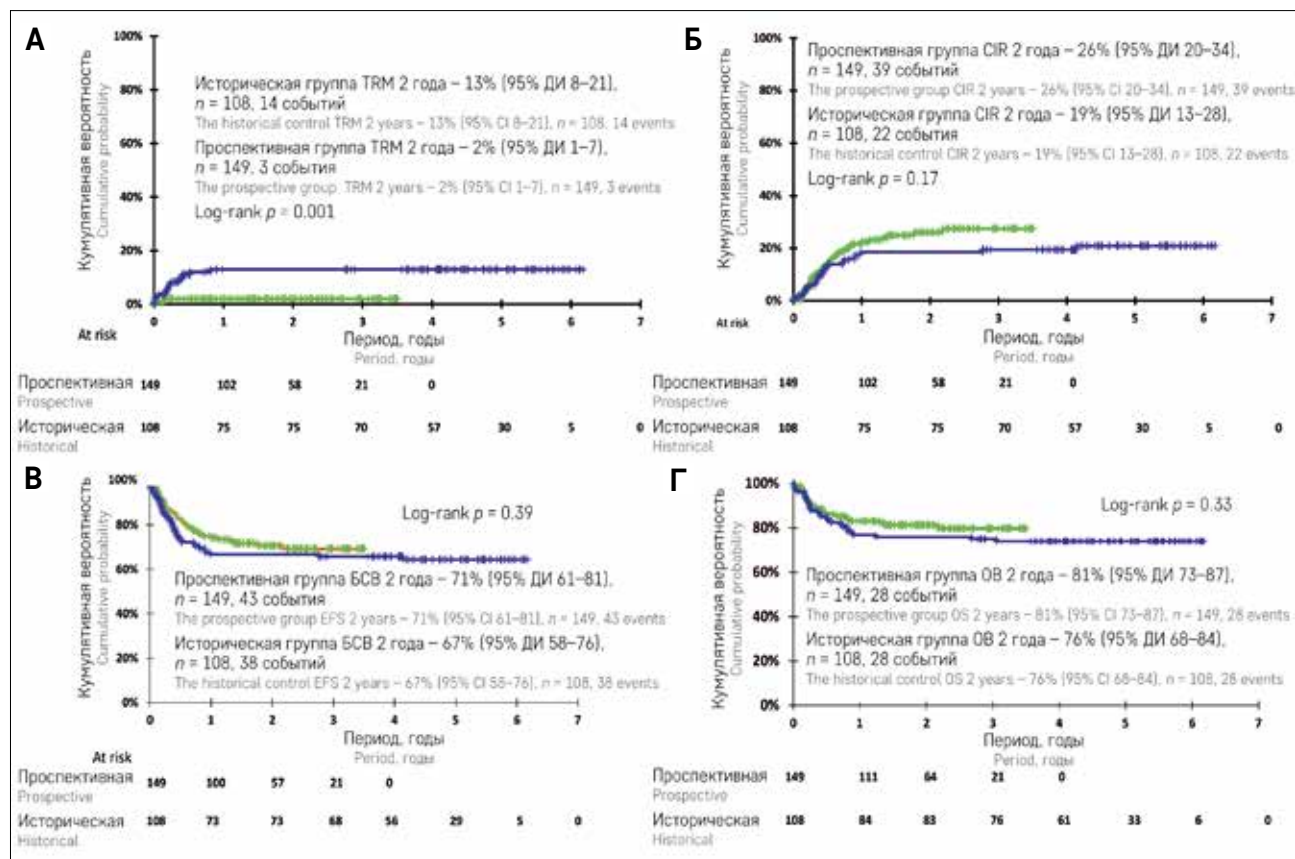 А
Кумулятивная вероятность
Cumulative probability
100%
80%
60%
40%
20%
0%
Историческая группа TRM 2 года – 13% (95% ДИ 8–21),
n = 108, 14 событий
The historical control TRM 2 years – 13% (95% CI 8–21), n = 108, 14 events
Проспективная группа TRM 2 года – 2% (95% ДИ 1–7),
n = 149, 3 события
The prospective group TRM 2 years – 2% (95% CI 1–7), n = 149, 3 events
Log-rank p = 0.001
0 1 2 3 4 5 6 7
At risk
Период, годы
Period, годы
Проспективная 149 102 58 21 0
Prospective
Историческая 108 75 75 70 57 30 5 0
Historical
Б
Кумулятивная вероятность
Cumulative probability
100%
80%
60%
40%
20%
0%
Проспективная группа CIR 2 года – 26% (95% ДИ 20–34),
n = 149, 39 событий
The prospective group CIR 2 years – 26% (95% CI 20–34), n = 149, 39 events
Историческая группа CIR 2 года – 19% (95% ДИ 13–28),
n = 108, 22 события
The historical control CIR 2 years – 19% (95% CI 13–28), n = 108, 22 events
Log-rank p = 0.17
0 1 2 3 4 5 6 7
At risk
Период, годы
Period, годы
Проспективная 149 102 58 21 0
Prospective
Историческая 108 75 75 70 57 30 5 0
Historical
В
Кумулятивная вероятность
Cumulative probability
100%
80%
60%
40%
20%
0%
Log-rank p = 0.39
Проспективная группа БСВ 2 года – 71% (95% ДИ 61–81),
n = 149, 43 события
The prospective group EFS 2 years – 71% (95% CI 61–81), n = 149, 43 events
Историческая группа БСВ 2 года – 67% (95% ДИ 58–76),
n = 108, 38 событий
The historical control EFS 2 years – 67% (95% CI 58–76), n = 108, 38 events
0 1 2 3 4 5 6 7
Период, годы
At risk
Period, годы
Проспективная 149 100 57 21 0
Prospective
Историческая 108 73 73 68 56 29 5 0
Historical
Г
Кумулятивная вероятность
Cumulative probability
100%
80%
60%
40%
20%
0%
Log-rank p = 0.33
Проспективная группа ОВ 2 года – 81% (95% ДИ 73–87),
n = 149, 28 событий
The prospective group OS 2 years – 81% (95% CI 73–87), n = 149, 28 events
Историческая группа ОВ 2 года – 76% (95% ДИ 68–84),
n = 108, 28 событий
The historical control OS 2 years – 76% (95% CI 68–84), n = 108, 28 events
0 1 2 3 4 5 6 7
Период, годы
Period, годы
Проспективная 149 111 64 21 0
Prospective
Историческая 108 84 83 76 61 33 6 0
Historical